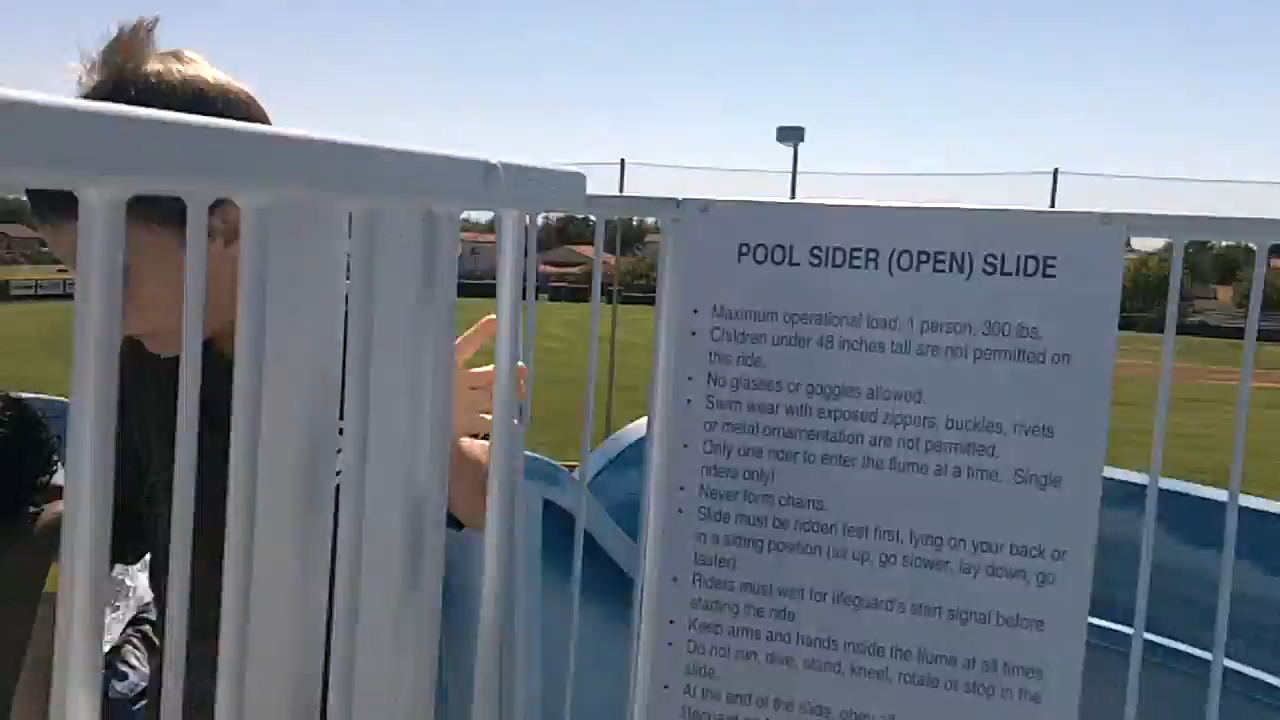 POOL SIDER (OPEN) SLIDE
• Maximum operational load, 1 person, 300 lbs.
• Children under 48 inches tall are not permitted on
this ride.
• No glasses or goggles allowed.
• Swim wear with exposed zippers, buckles, rivets
or metal ornamentation are not permitted.
• Only one rider to enter the flume at a time. Single
riders only!
• Never form chains.
• Slide must be ridden feet first, lying on your back or
in a sitting position (sit up, go slower, lay down, go
faster).
• Riders must wait for lifeguard's start signal before
starting the ride.
• Keep arms and hands inside the flume at all times
• Do not run, dive, stand, kneel, rotate or stop in the
slide.
• At the end of the slide, obey all